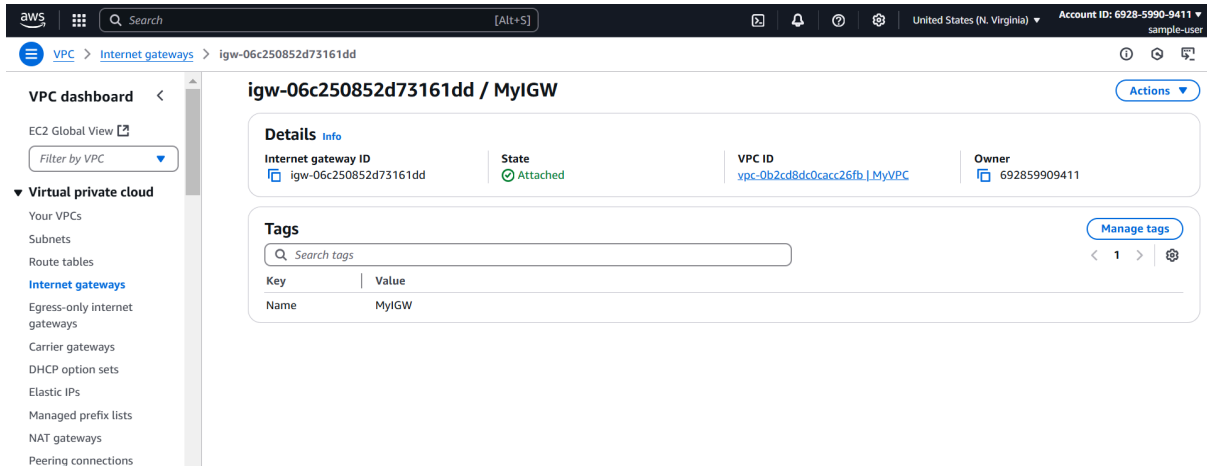 aws
Search [Alt+S]
United States (N. Virginia)
Account ID: 6928-5990-9411
sample-user
VPC > Internet gateways > igw-06c250852d73161dd
VPC dashboard
EC2 Global View
Filter by VPC
Virtual private cloud
Your VPCs
Subnets
Route tables
Internet gateways
Egress-only internet
gateways
Carrier gateways
DHCP option sets
Elastic IPs
Managed prefix lists
NAT gateways
Peering connections
igw-06c250852d73161dd / MyIGW
Actions
Details Info
Internet gateway ID
igw-06c250852d73161dd
State
Attached
VPC ID
vpc-0b2cd8dc0cacc26fb | MyVPC
Owner
692859909411
Tags
Manage tags
Search tags
1
Key Value
Name MyIGW